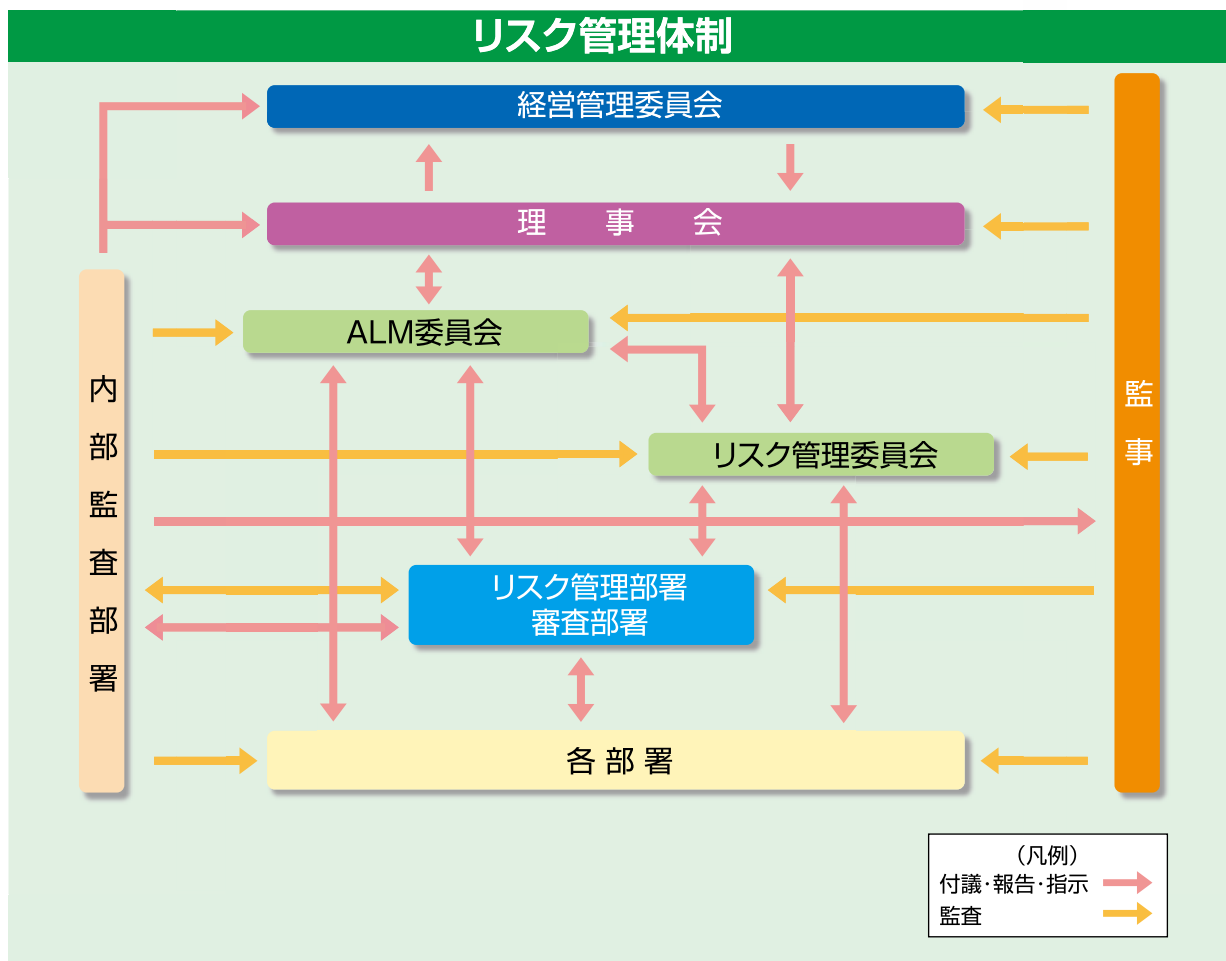 リスク管理体制
経営管理委員会
理事会
ALM委員会
リスク管理委員会
リスク管理部署
審査部署
各部署
内部監査部署
監事
（凡例）
付議・報告・指示
監査